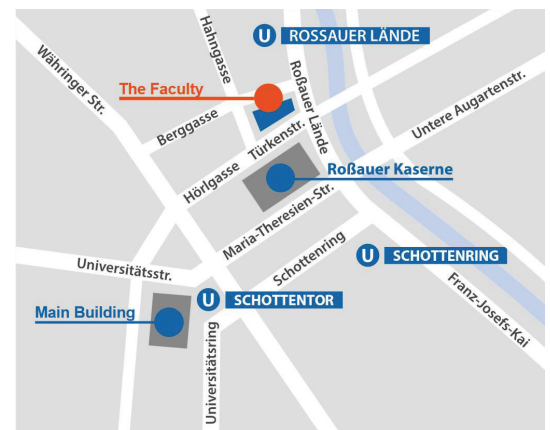 U ROSSAUER LÄNDE
Hahngasse
Währinger Str.
The Faculty
Roßauer Lände
Berggasse
Türkenstr.
Untere Augartenstr.
Hörlgasse
Roßauer Kaserne
Maria-Theresien-Str.
Schottenring
U SCHOTTENRING
Universitätsstr.
Franz-Josefs-Kai
U SCHOTTENTOR
Main Building
Universitätsring